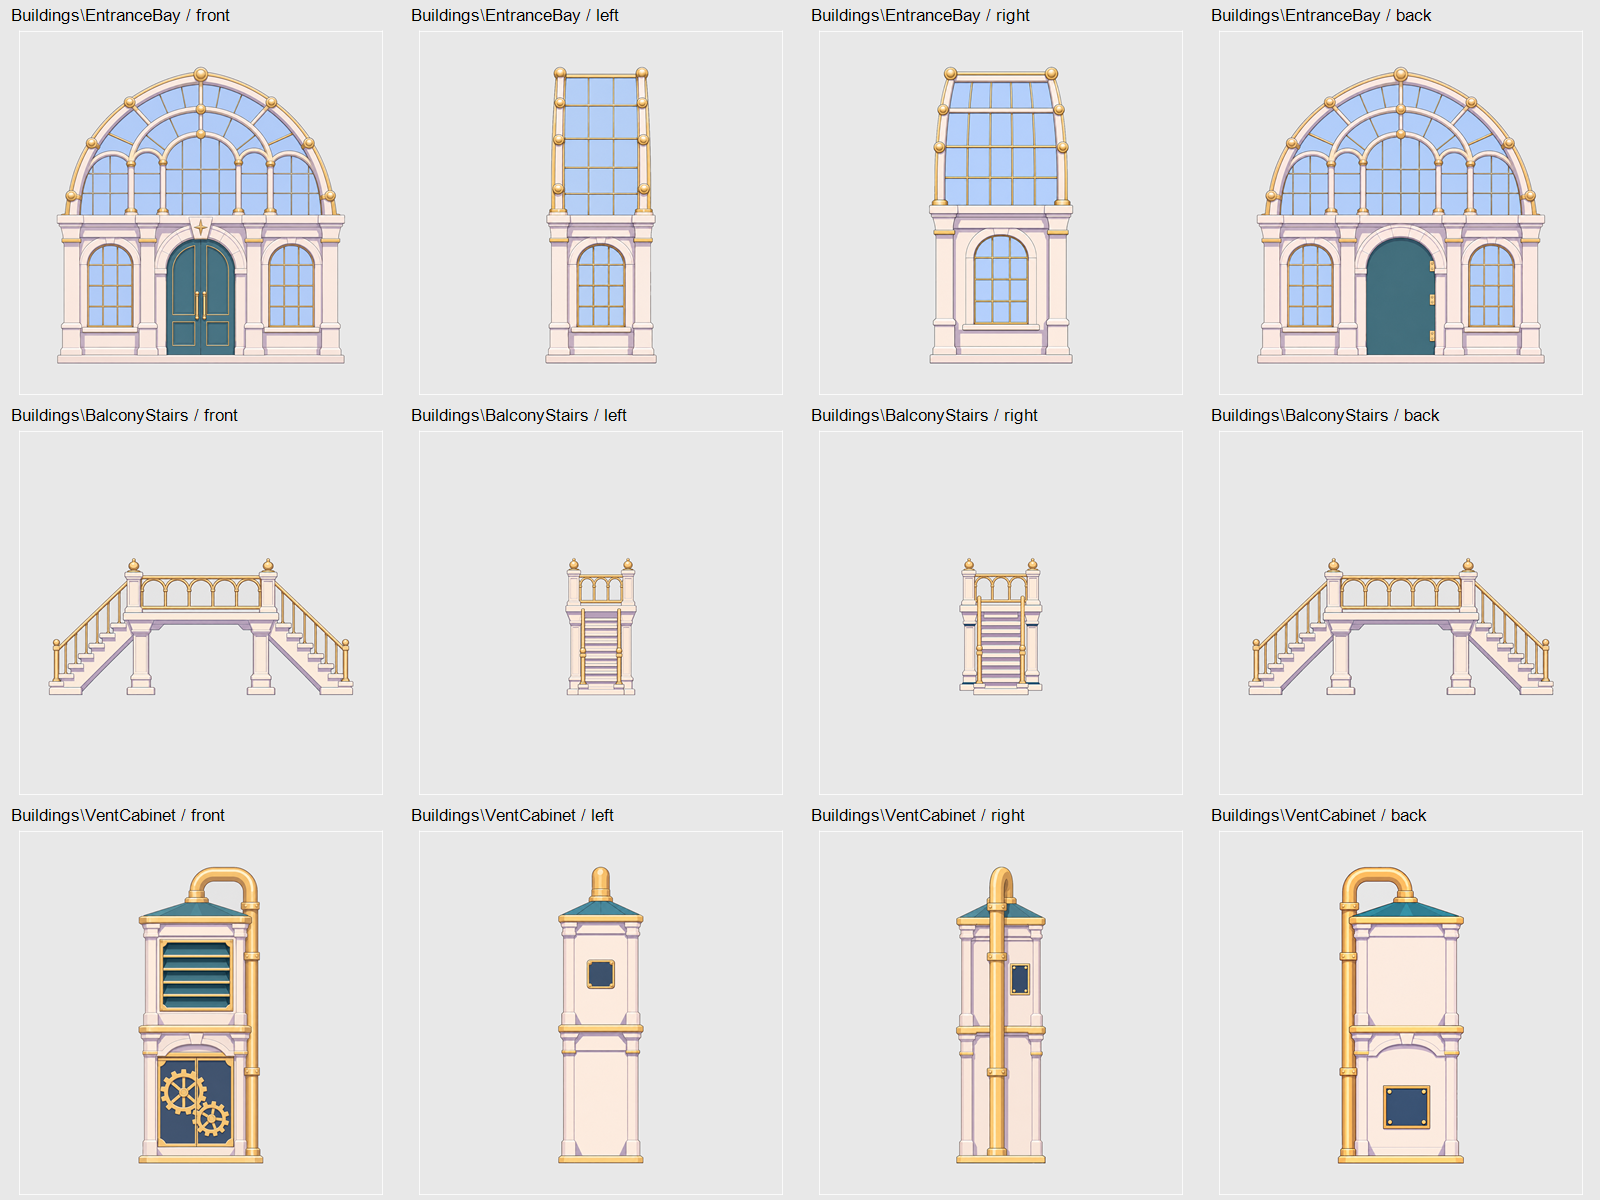 Buildings\EntranceBay / front
Buildings\EntranceBay / left
Buildings\EntranceBay / right
Buildings\EntranceBay / back
Buildings\BalconyStairs / front
Buildings\BalconyStairs / left
Buildings\BalconyStairs / right
Buildings\BalconyStairs / back
Buildings\VentCabinet / front
Buildings\VentCabinet / left
Buildings\VentCabinet / right
Buildings\VentCabinet / back